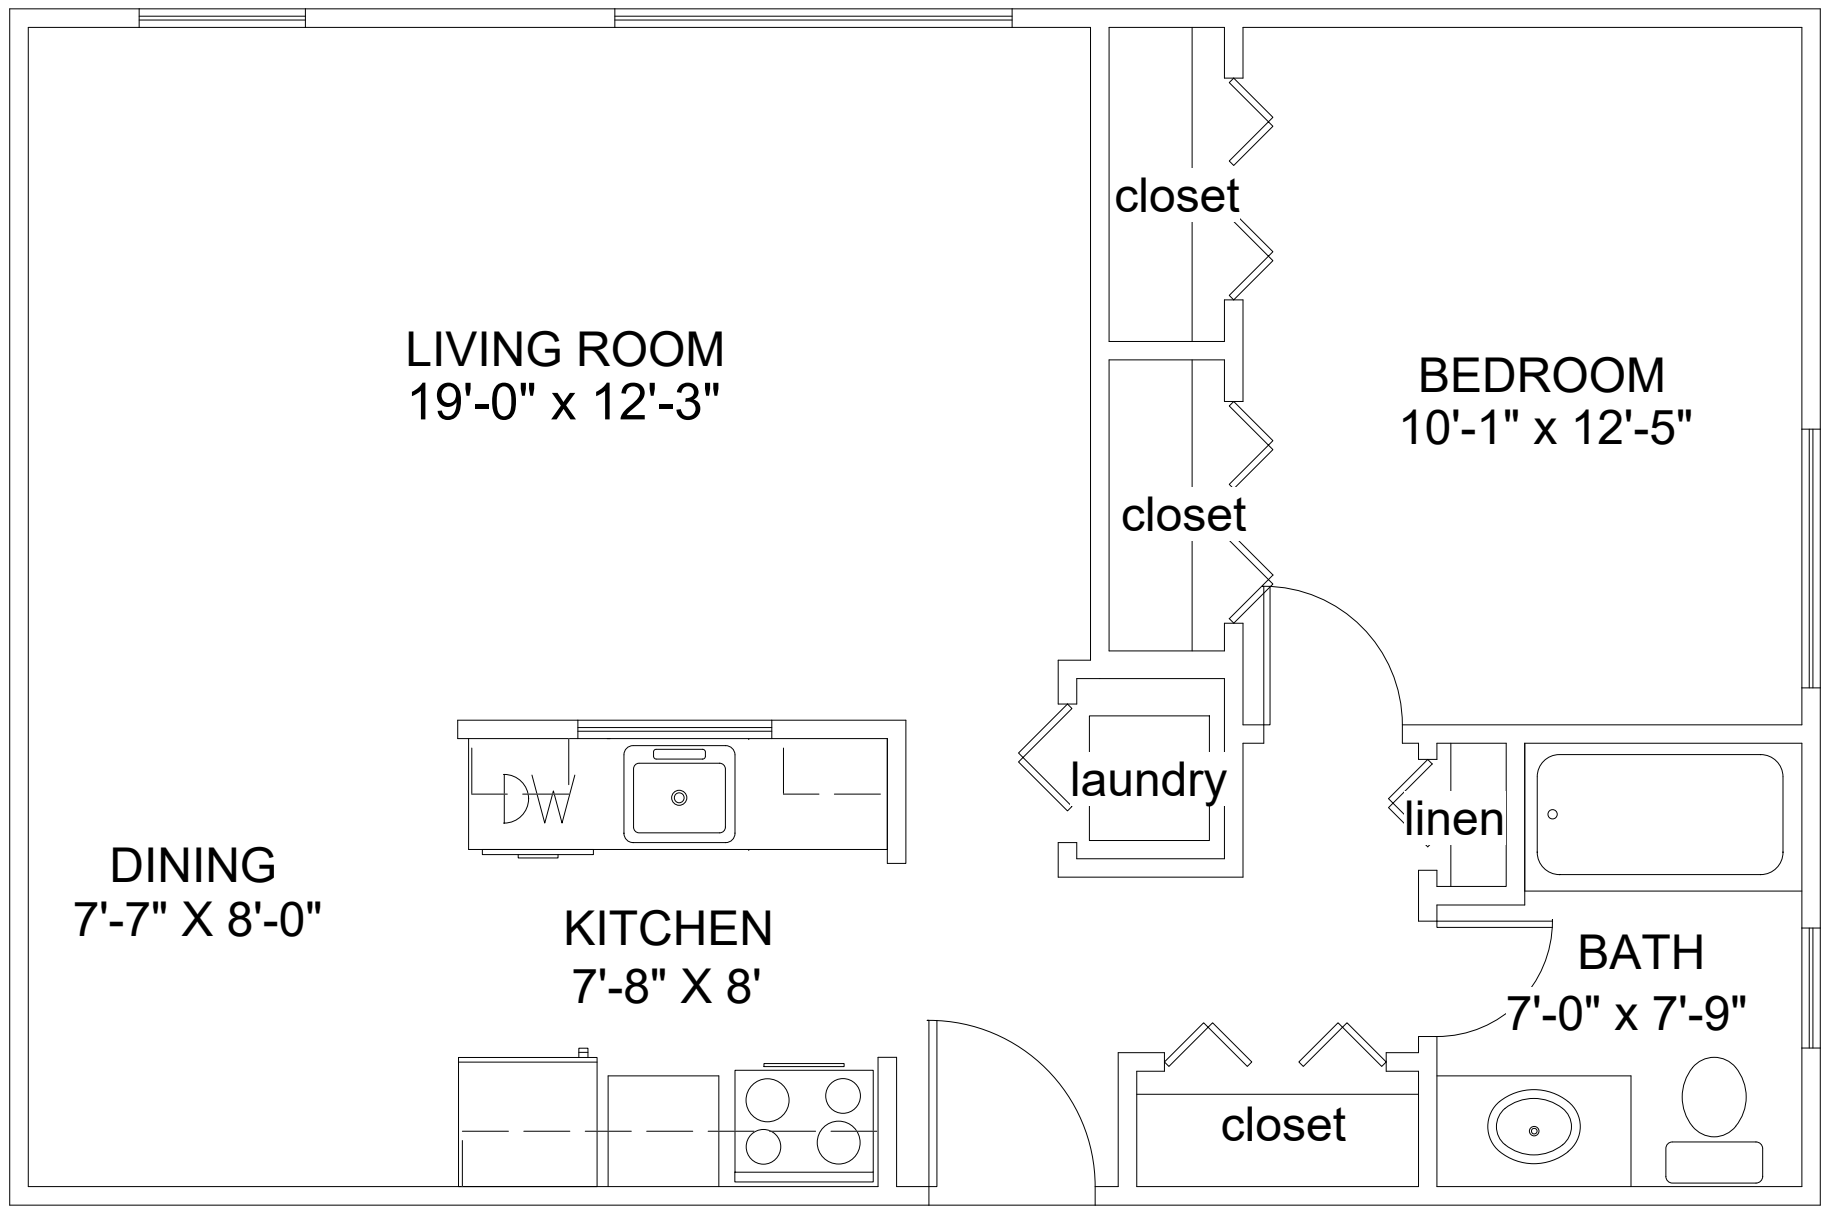 closet
LIVING ROOM
19'-0" x 12'-3"
BEDROOM
10'-1" x 12'-5"
closet
laundry
linen
DW
DINING
7'-7" X 8'-0"
KITCHEN
7'-8" X 8'
BATH
7'-0" x 7'-9"
closet